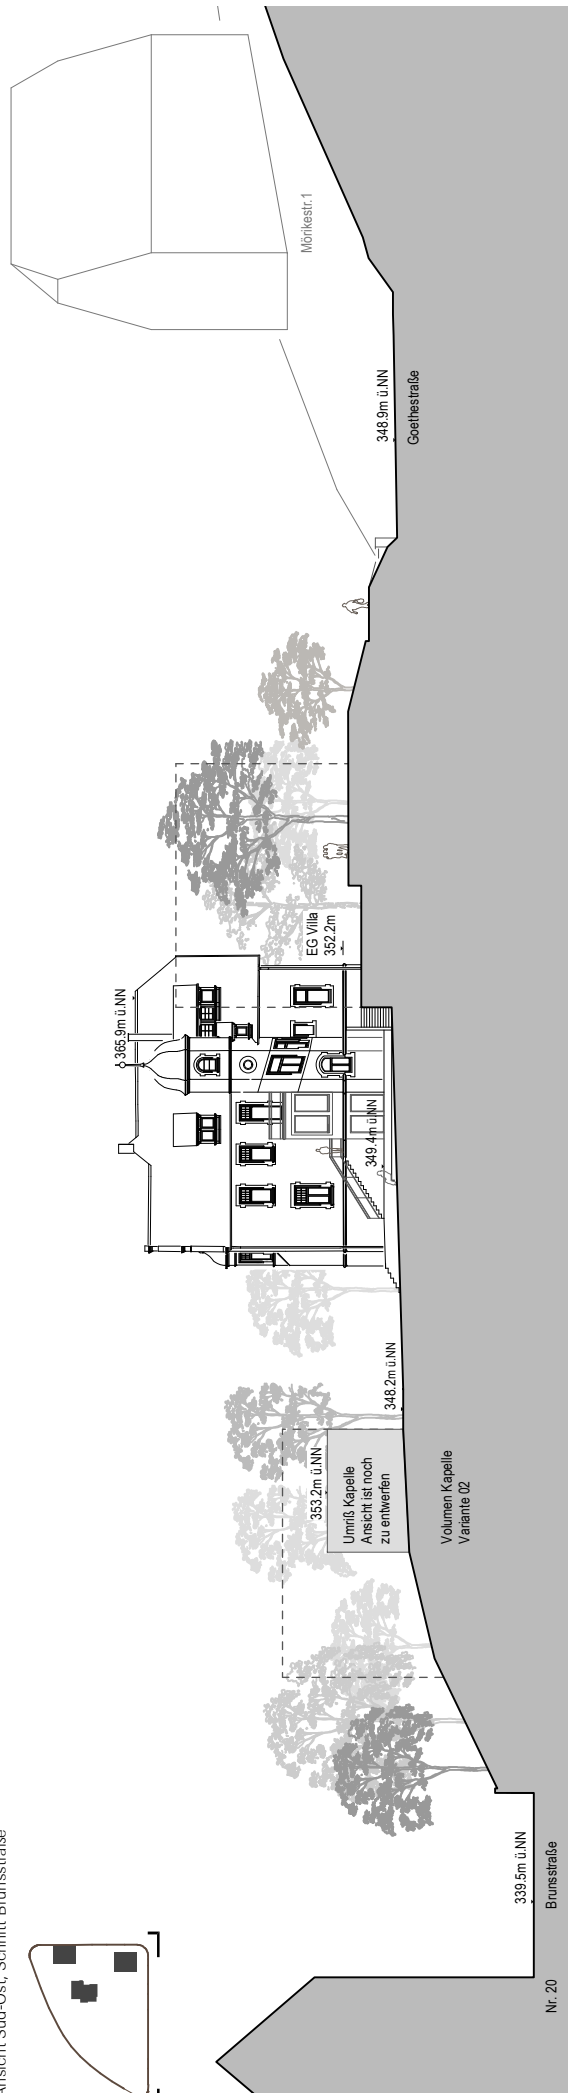 Ansicht Süd-Ost, Schnitt Brunsstraße
Nr. 20
339.5m ü.NN
Brunsstraße
353.2m ü.NN
Umriß Kapelle
Ansicht ist noch
zu entwerfen
Volumen Kapelle
Variante 02
348.2m ü.NN
349.4m ü.NN
365.9m ü.NN
EG Villa
352.2m
348.9m ü.NN
Goethestraße
Mörikestr.1